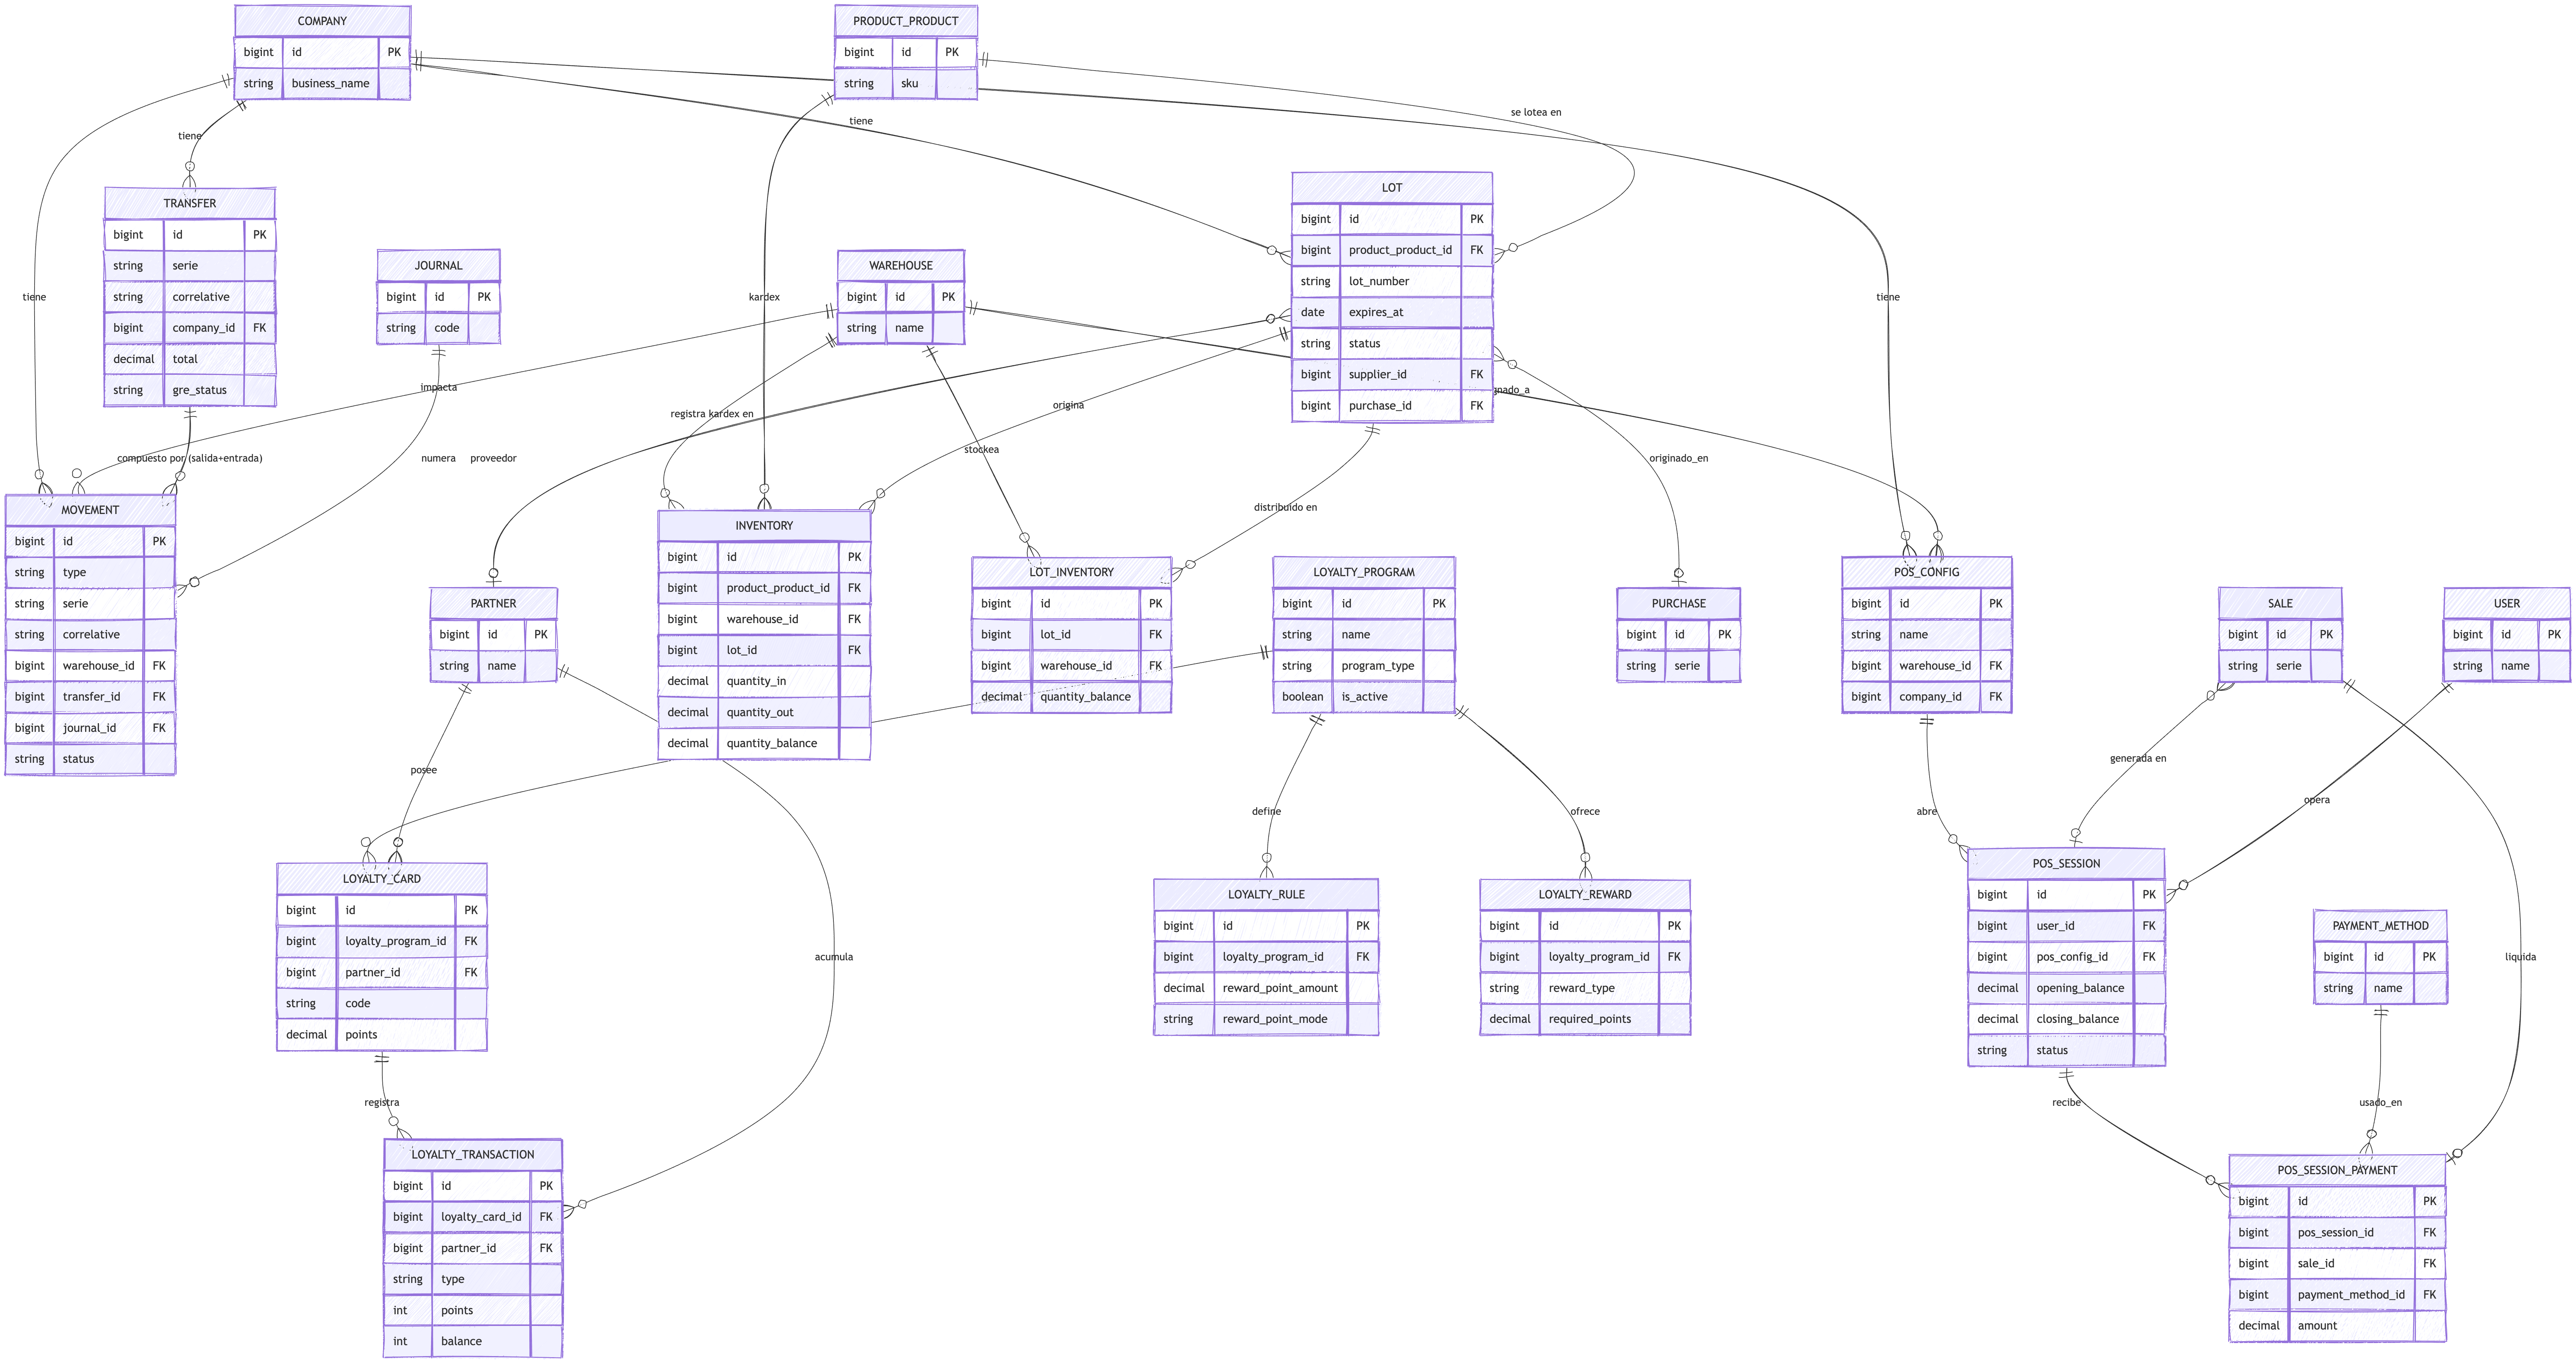 COMPANY
bigint id PK
string business_name
PRODUCT_PRODUCT
bigint id PK
string sku
se lotea en
tiene
tiene
TRANSFER
bigint id PK
string serie
string correlative
bigint company_id FK
decimal total
string gre_status
LOT
bigint id PK
bigint product_product_id FK
string lot_number
date expires_at
string status
bigint supplier_id FK
bigint purchase_id FK
JOURNAL
bigint id PK
string code
WAREHOUSE
bigint id PK
string name
tiene
kardex
tiene
impacta
gnado_a
registra kardex en
origina
stockea
compuesto por (salida+entrada)
numera
proveedor
originado_en
distribuido en
MOVEMENT
bigint id PK
string type
string serie
string correlative
bigint warehouse_id FK
bigint transfer_id FK
bigint journal_id FK
string status
PARTNER
bigint id PK
string name
INVENTORY
bigint id PK
bigint product_product_id FK
bigint warehouse_id FK
bigint lot_id FK
decimal quantity_in
decimal quantity_out
decimal quantity_balance
LOT_INVENTORY
bigint id PK
bigint lot_id FK
bigint warehouse_id FK
decimal quantity_balance
LOYALTY_PROGRAM
bigint id PK
string name
string program_type
boolean is_active
PURCHASE
bigint id PK
string serie
POS_CONFIG
bigint id PK
string name
bigint warehouse_id FK
bigint company_id FK
SALE
bigint id PK
string serie
USER
bigint id PK
string name
posee
generada en
opera
define
ofrece
abre
LOYALTY_CARD
bigint id PK
bigint loyalty_program_id FK
bigint partner_id FK
string code
decimal points
acumula
LOYALTY_RULE
bigint id PK
bigint loyalty_program_id FK
decimal reward_point_amount
string reward_point_mode
LOYALTY_REWARD
bigint id PK
bigint loyalty_program_id FK
string reward_type
decimal required_points
POS_SESSION
bigint id PK
bigint user_id FK
bigint pos_config_id FK
decimal opening_balance
decimal closing_balance
string status
PAYMENT_METHOD
bigint id PK
string name
liquida
registra
recibe
usado_en
LOYALTY_TRANSACTION
bigint id PK
bigint loyalty_card_id FK
bigint partner_id FK
string type
int points
int balance
POS_SESSION_PAYMENT
bigint id PK
bigint pos_session_id FK
bigint sale_id FK
bigint payment_method_id FK
decimal amount